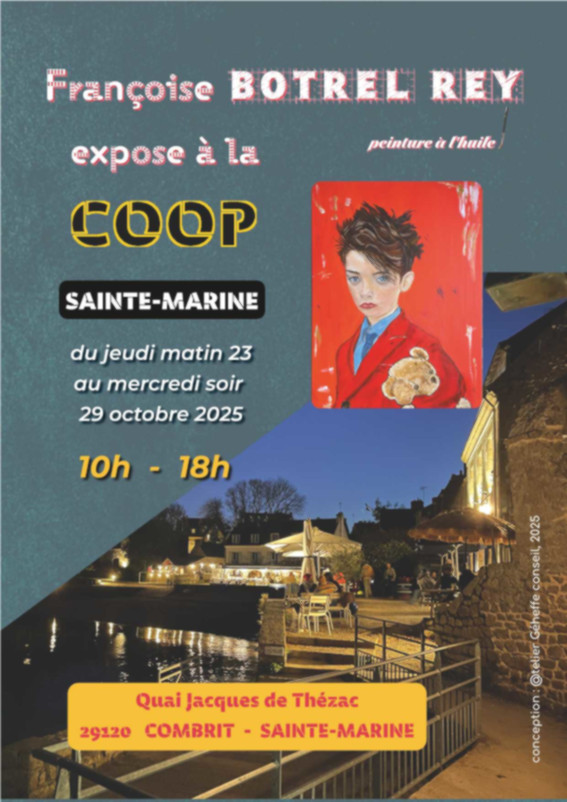 Françoise BOTREL REY
expose à la
peinture à l'huile
COOP
SAINTE-MARINE
du jeudi matin 23
au mercredi soir
29 octobre 2025
10h - 18h
Quai Jacques de Thézac
29120 COMBRIT - SAINTE-MARINE
conception : @telier Géheffe conseil, 2025